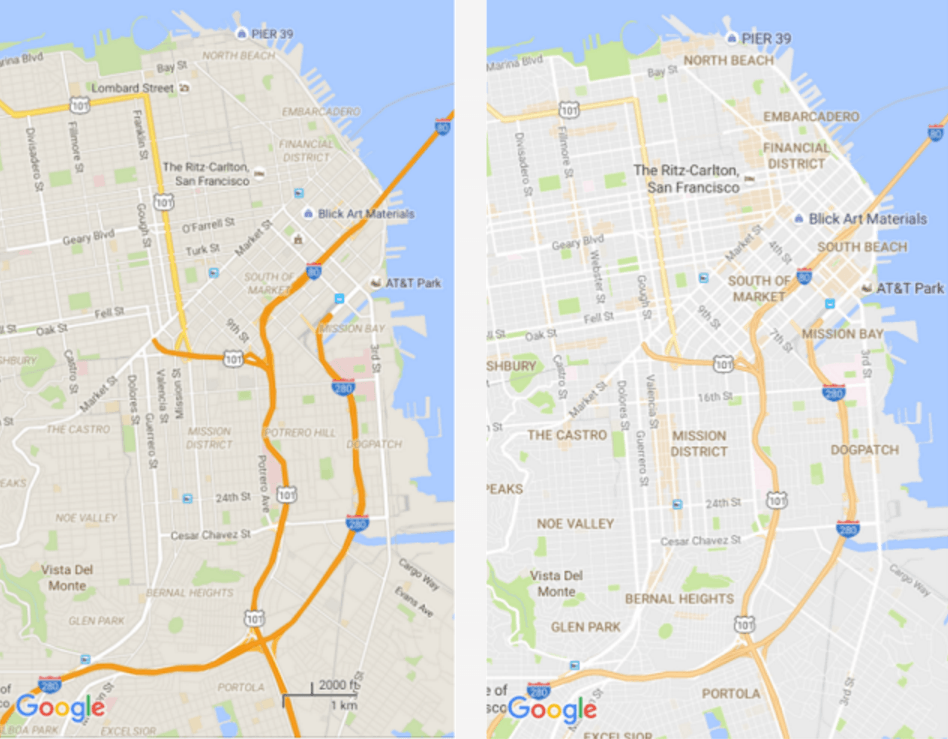 PIER 39
NORTH BEACH
Bay St
Lombard Street
101
Franklin St
EMBARCADERO
80
Divisadero St
Fillmore St
FINANCIAL
DISTRICT
The Ritz-Carlton,
San Francisco
101
Gough St
O'Farrell St
Blick Art Materials
Geary Blvd
Turk St
Market St
80
SOUTH OF
MARKET
AT&T Park
Fell St
Oak St
9th St
MISSION BAY
101
3rd St
SHBURY
Castro St
Market St
Dolores St
Valencia St
Mission St
Guerrero St
280
THE CASTRO
MISSION
DISTRICT
POTRERO HILL
DOGPATCH
EAKS
Potrero Ave
24th St
101
NOE VALLEY
Cesar Chavez St
280
Vista Del
Monte
BERNAL HEIGHTS
Cargo Way
Evans Ave
GLEN PARK
101
280
PORTOLA
2000 ft
1 km
of
Google
LBOA PARK
EXCELSIOR
PIER 39
Marina Blvd
NORTH BEACH
Bay St
101
EMBARCADERO
80
Divisadero St
Fillmore St
FINANCIAL
DISTRICT
The Ritz-Carlton,
San Francisco
Blick Art Materials
Geary Blvd
Market St
4th St
SOUTH BEACH
Webster St
Gough St
80
SOUTH OF
MARKET
AT&T Park
Fell St
Oak St
9th St
7th St
MISSION BAY
101
3rd St
SHBURY
Castro St
Market St
Dolores St
Valencia St
Guerrero St
16th St
280
THE CASTRO
MISSION
DISTRICT
DOGPATCH
PEAKS
24th St
101
NOE VALLEY
Cesar Chavez St
280
Vista Del
Monte
BERNAL HEIGHTS
Cargo Way
GLEN PARK
101
280
PORTOLA
3rd St
e of
sco
Google
EXCELSIOR